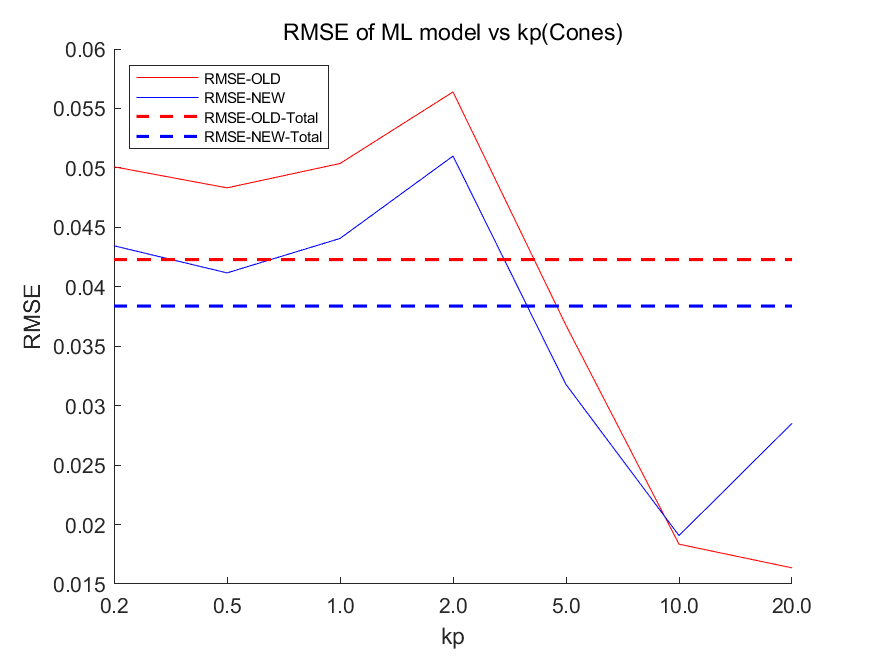 RMSE of ML model vs kp(Cones)
0.06
0.055
0.05
0.045
0.04
0.035
0.03
0.025
0.02
0.015
RMSE
RMSE-OLD
RMSE-NEW
RMSE-OLD-Total
RMSE-NEW-Total
0.2 0.5 1.0 2.0 5.0 10.0 20.0
kp